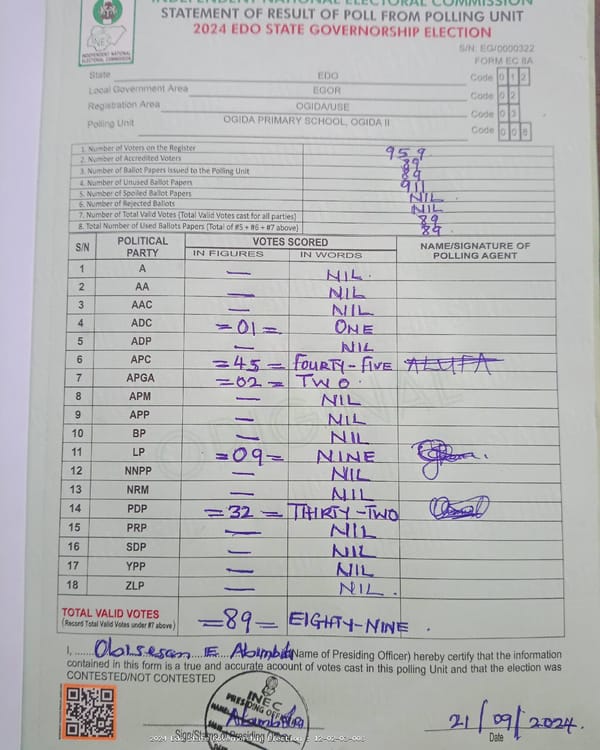 INDEPENDENT NATIONAL ELECTORAL COMMISSION
STATEMENT OF RESULT OF POLL FROM POLLING UNIT
2024 EDO STATE GOVERNORSHIP ELECTION
INEC
INDEPENDENT NATIONAL ELECTORAL COMMISSION
S/N: EG/0000322
FORM EC 8A
State EDO Code 0 1 2
Local Government Area EGOR Code 0 2
Registration Area OGIDA/USE Code 0 3
Polling Unit OGIDA PRIMARY SCHOOL, OGIDA II Code 0 0 8
1. Number of Voters on the Register 959
2. Number of Accredited Voters 89
3. Number of Ballot Papers Issued to the Polling Unit 89
4. Number of Unused Ballot Papers 911
5. Number of Spoiled Ballot Papers NIL
6. Number of Rejected Ballots NIL
7. Number of Total Valid Votes (Total Valid Votes cast for all parties) 89
8. Total Number of Used Ballots Papers (Total of #5 + #6 + #7 above) 89
S/N POLITICAL PARTY VOTES SCORED NAME/SIGNATURE OF POLLING AGENT
IN FIGURES IN WORDS
1 A — NIL.
2 AA — NIL
3 AAC — NIL
4 ADC =01= ONE
5 ADP — NIL
6 APC =45= FOURTY-FIVE ALUFA
7 APGA =02= TWO.
8 APM — NIL
9 APP — NIL
10 BP — NIL
11 LP =09= NINE
12 NNPP — NIL
13 NRM — NIL
14 PDP =32= THIRTY-TWO
15 PRP — NIL
16 SDP — NIL
17 YPP — NIL
18 ZLP — NIL.
TOTAL VALID VOTES =89= EIGHTY-NINE.
(Record Total Valid Votes under #7 above)
I, ...... E. (Name of Presiding Officer) hereby certify that the information
contained in this form is a true and accurate account of votes cast in this polling Unit and that the election was
CONTESTED/NOT CONTESTED
INEC
PRESIDING OFFICER
21/09/2024.
Date